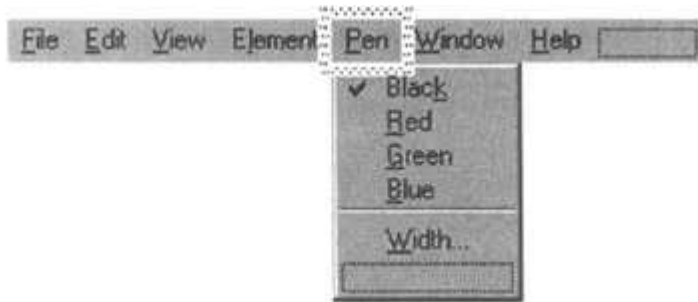 File Edit View Element Pen Window Help
Black
Red
Green
Blue
Width...